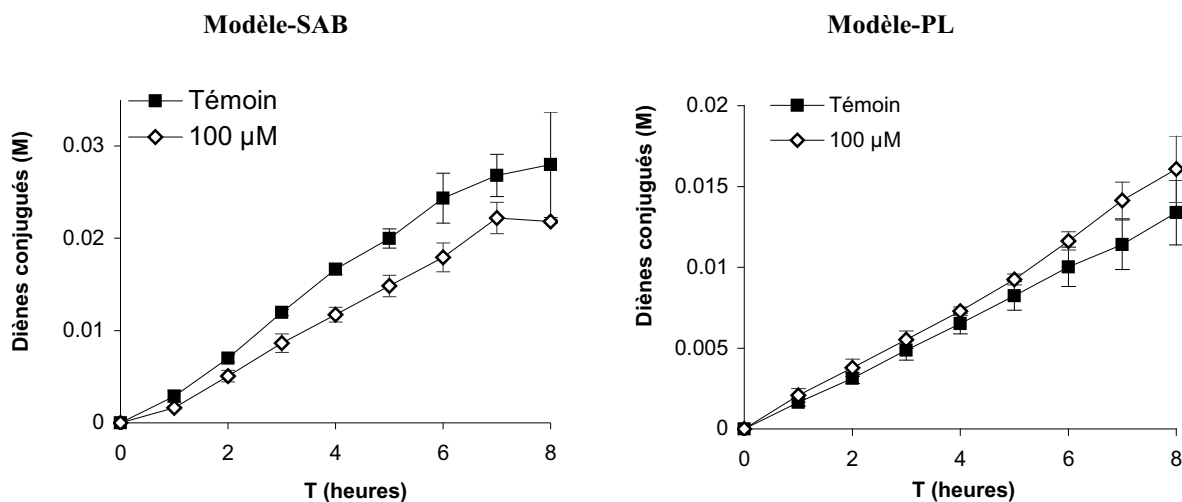 Modèle-SAB
Témoin
100 µM
Diènes conjugués (M)
0.03
0.02
0.01
0
0 2 4 6 8
T (heures)
Modèle-PL
Témoin
100 µM
Diènes conjugués (M)
0.02
0.015
0.01
0.005
0
0 2 4 6 8
T (heures)